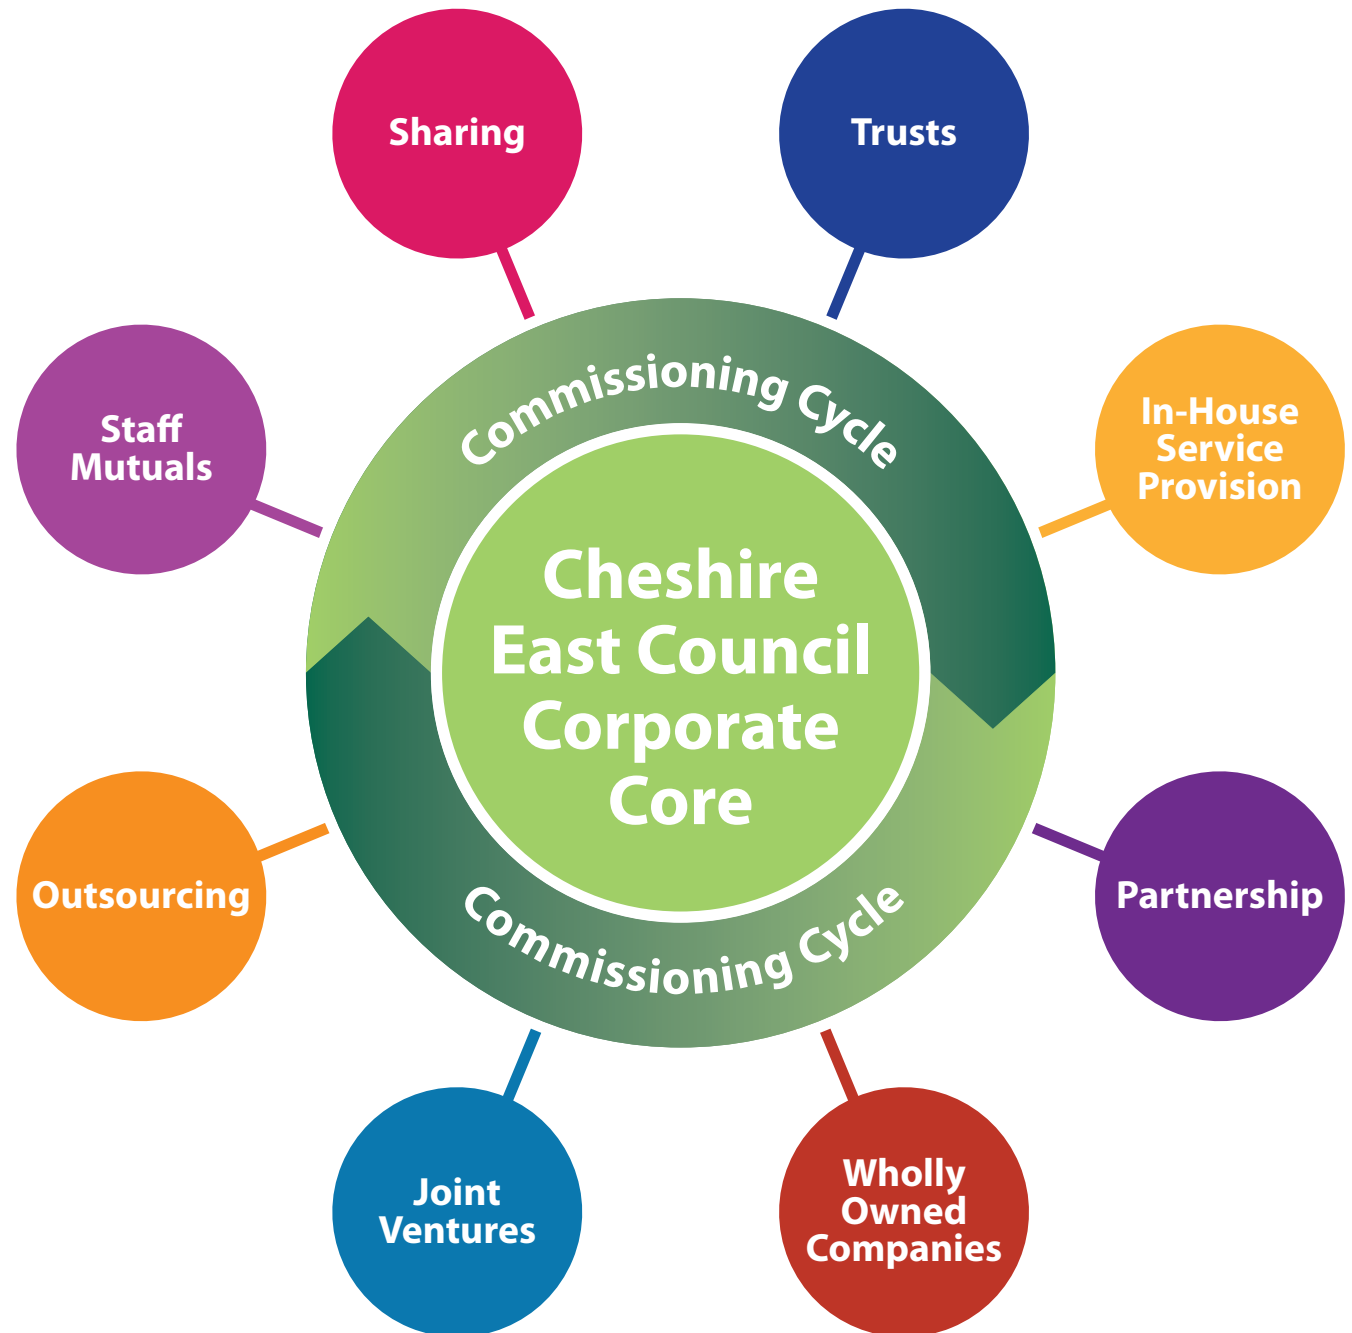 Sharing
Trusts
Staff
Mutuals
In-House
Service
Provision
Commissioning Cycle
Cheshire
East Council
Corporate
Core
Commissioning Cycle
Outsourcing
Partnership
Joint
Ventures
Wholly
Owned
Companies